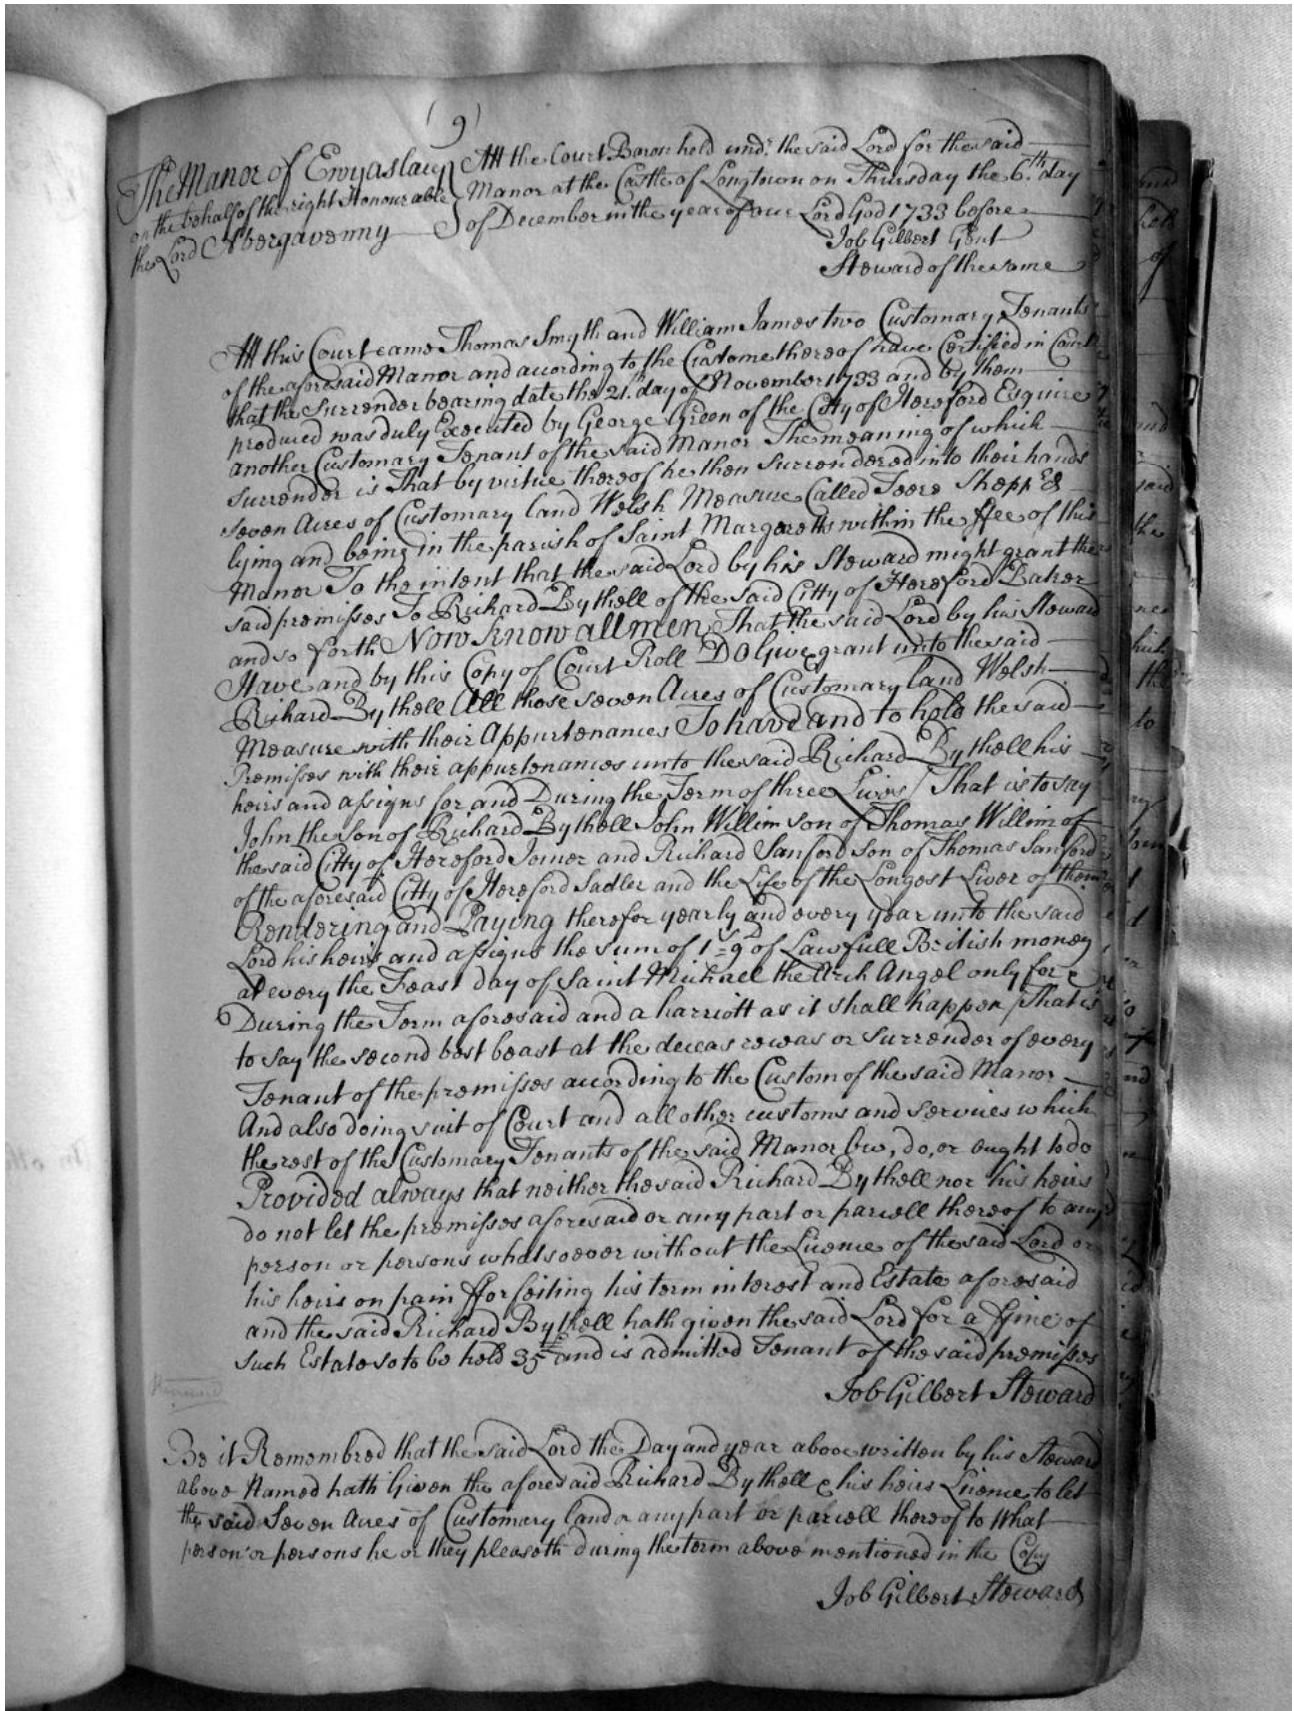 (9)
The Manor of Ewyaslacy
on the behalf of the right Honourable
the Lord Abergavenny
Att the Court Baron held undr. the said Lord for the said
Manor at the Castle of Longtwon on Thursday the 6th day
of December in the year of our Lord God 1733 before
Job Gilbert Gent
Steward of the same
Att this Court came Thomas Smyth and William James two Customary Tenants
of the aforesaid Manor and according to the Custome thereof have Certified in Court
that the Surrender bearing date the 21th day of November 1733 and by them
produced was duly Executed by George Green of the Citty of Hereford Esquire
another Customary Tenant of the said Manor The meaning of which
Surrender is That by virtue thereof he then Surrendered into their hands
Seven Acres of Customary land Welsh Measure Called
lying and being in the parish of Saint Margeretts within the ffee of this
Manor To the intent that the said Lord by his Steward might grant the
said premisses To Richard Bythell of the said Citty of Hereford Baker
and so forth Now know all men That the said Lord by his Steward
Have and by this Copy of Court Roll Do Give grant unto the said
Richard Bythell All those seven Acres of Customary land Welsh
Measure with their Appurtenances To have and to hold the said
Premisses with their appurtenances unto the said Richard Bythell his
heirs and assigns for and During the Term of three Lives / That is to say
John the Son of Richard Bythell John Willim son of Thomas Willim of
the said Citty of Hereford Joiner and Richard Sanford son of Thomas Sanford
of the aforesaid Citty of Hereford Sadler and the Life of the Longest Liver of them
Rendering and Paying therefor yearly and every year unto the said
Lord his heirs and assigns the sum of 1s=9d of Lawfull British money
at every the Feast day of Saint Michael the Arch Angel only for
During the Term aforesaid and a harriott as it shall happen / That is
to say the second best beast at the or surrender of every
Tenant of the premisses according to the Custom of the said Manor
And also doing suit of Court and all other customs and services which
the rest of the Customary Tenants of the said Manor do, or ought to do
Provided always that neither the said Richard Bythell nor his heirs
do not let the premisses aforesaid or any part or parcell thereof to any
person or persons whatsoever without the Licence of the said Lord or
his heirs on pain fforfeiting his term interest and Estate aforesaid
and the said Richard Bythell hath given the said Lord for a ffine of
such Estate so to be held 35 and is admitted Tenant of the said premisses
Job Gilbert Steward
Be it Remembred that the said Lord the Day and year above written by his Steward
above Named hath Given the aforesaid Richard Bythell & his heirs Licence to let
the said Seven Acres of Customary land or any part or parcell thereof to What
person or persons he or they pleaseth during the term above mentioned in the Copy
Job Gilbert Steward